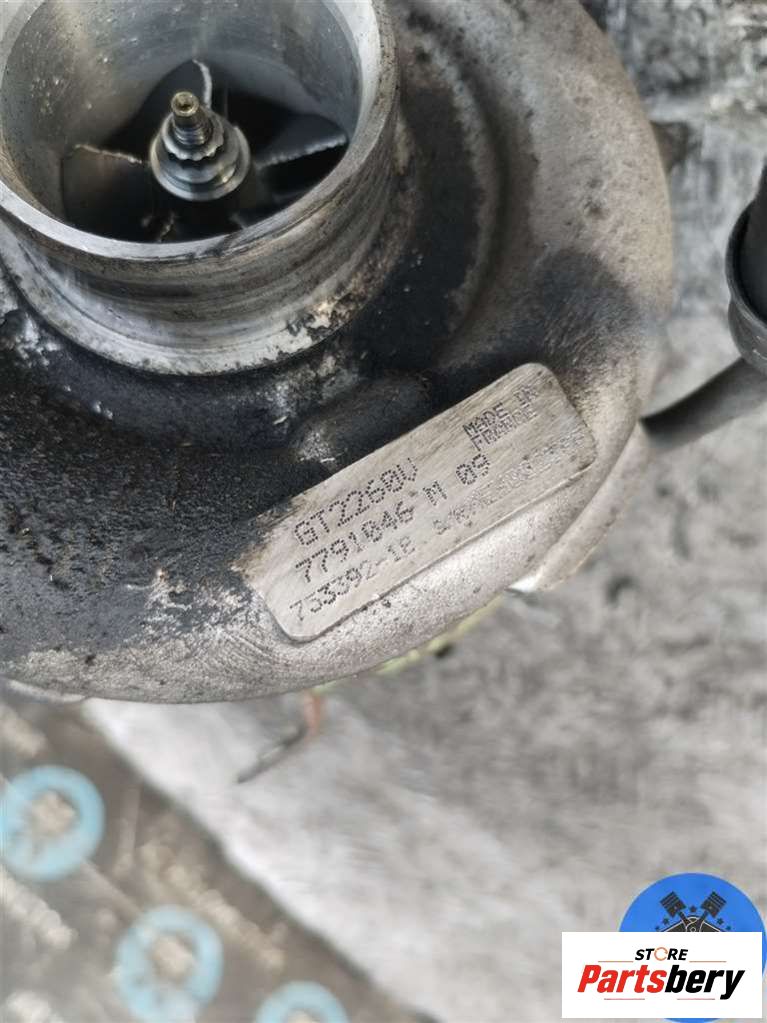 MADE IN
FRANCE
GT2260V
7791046 N 09
753392-18
STORE
Partsbery